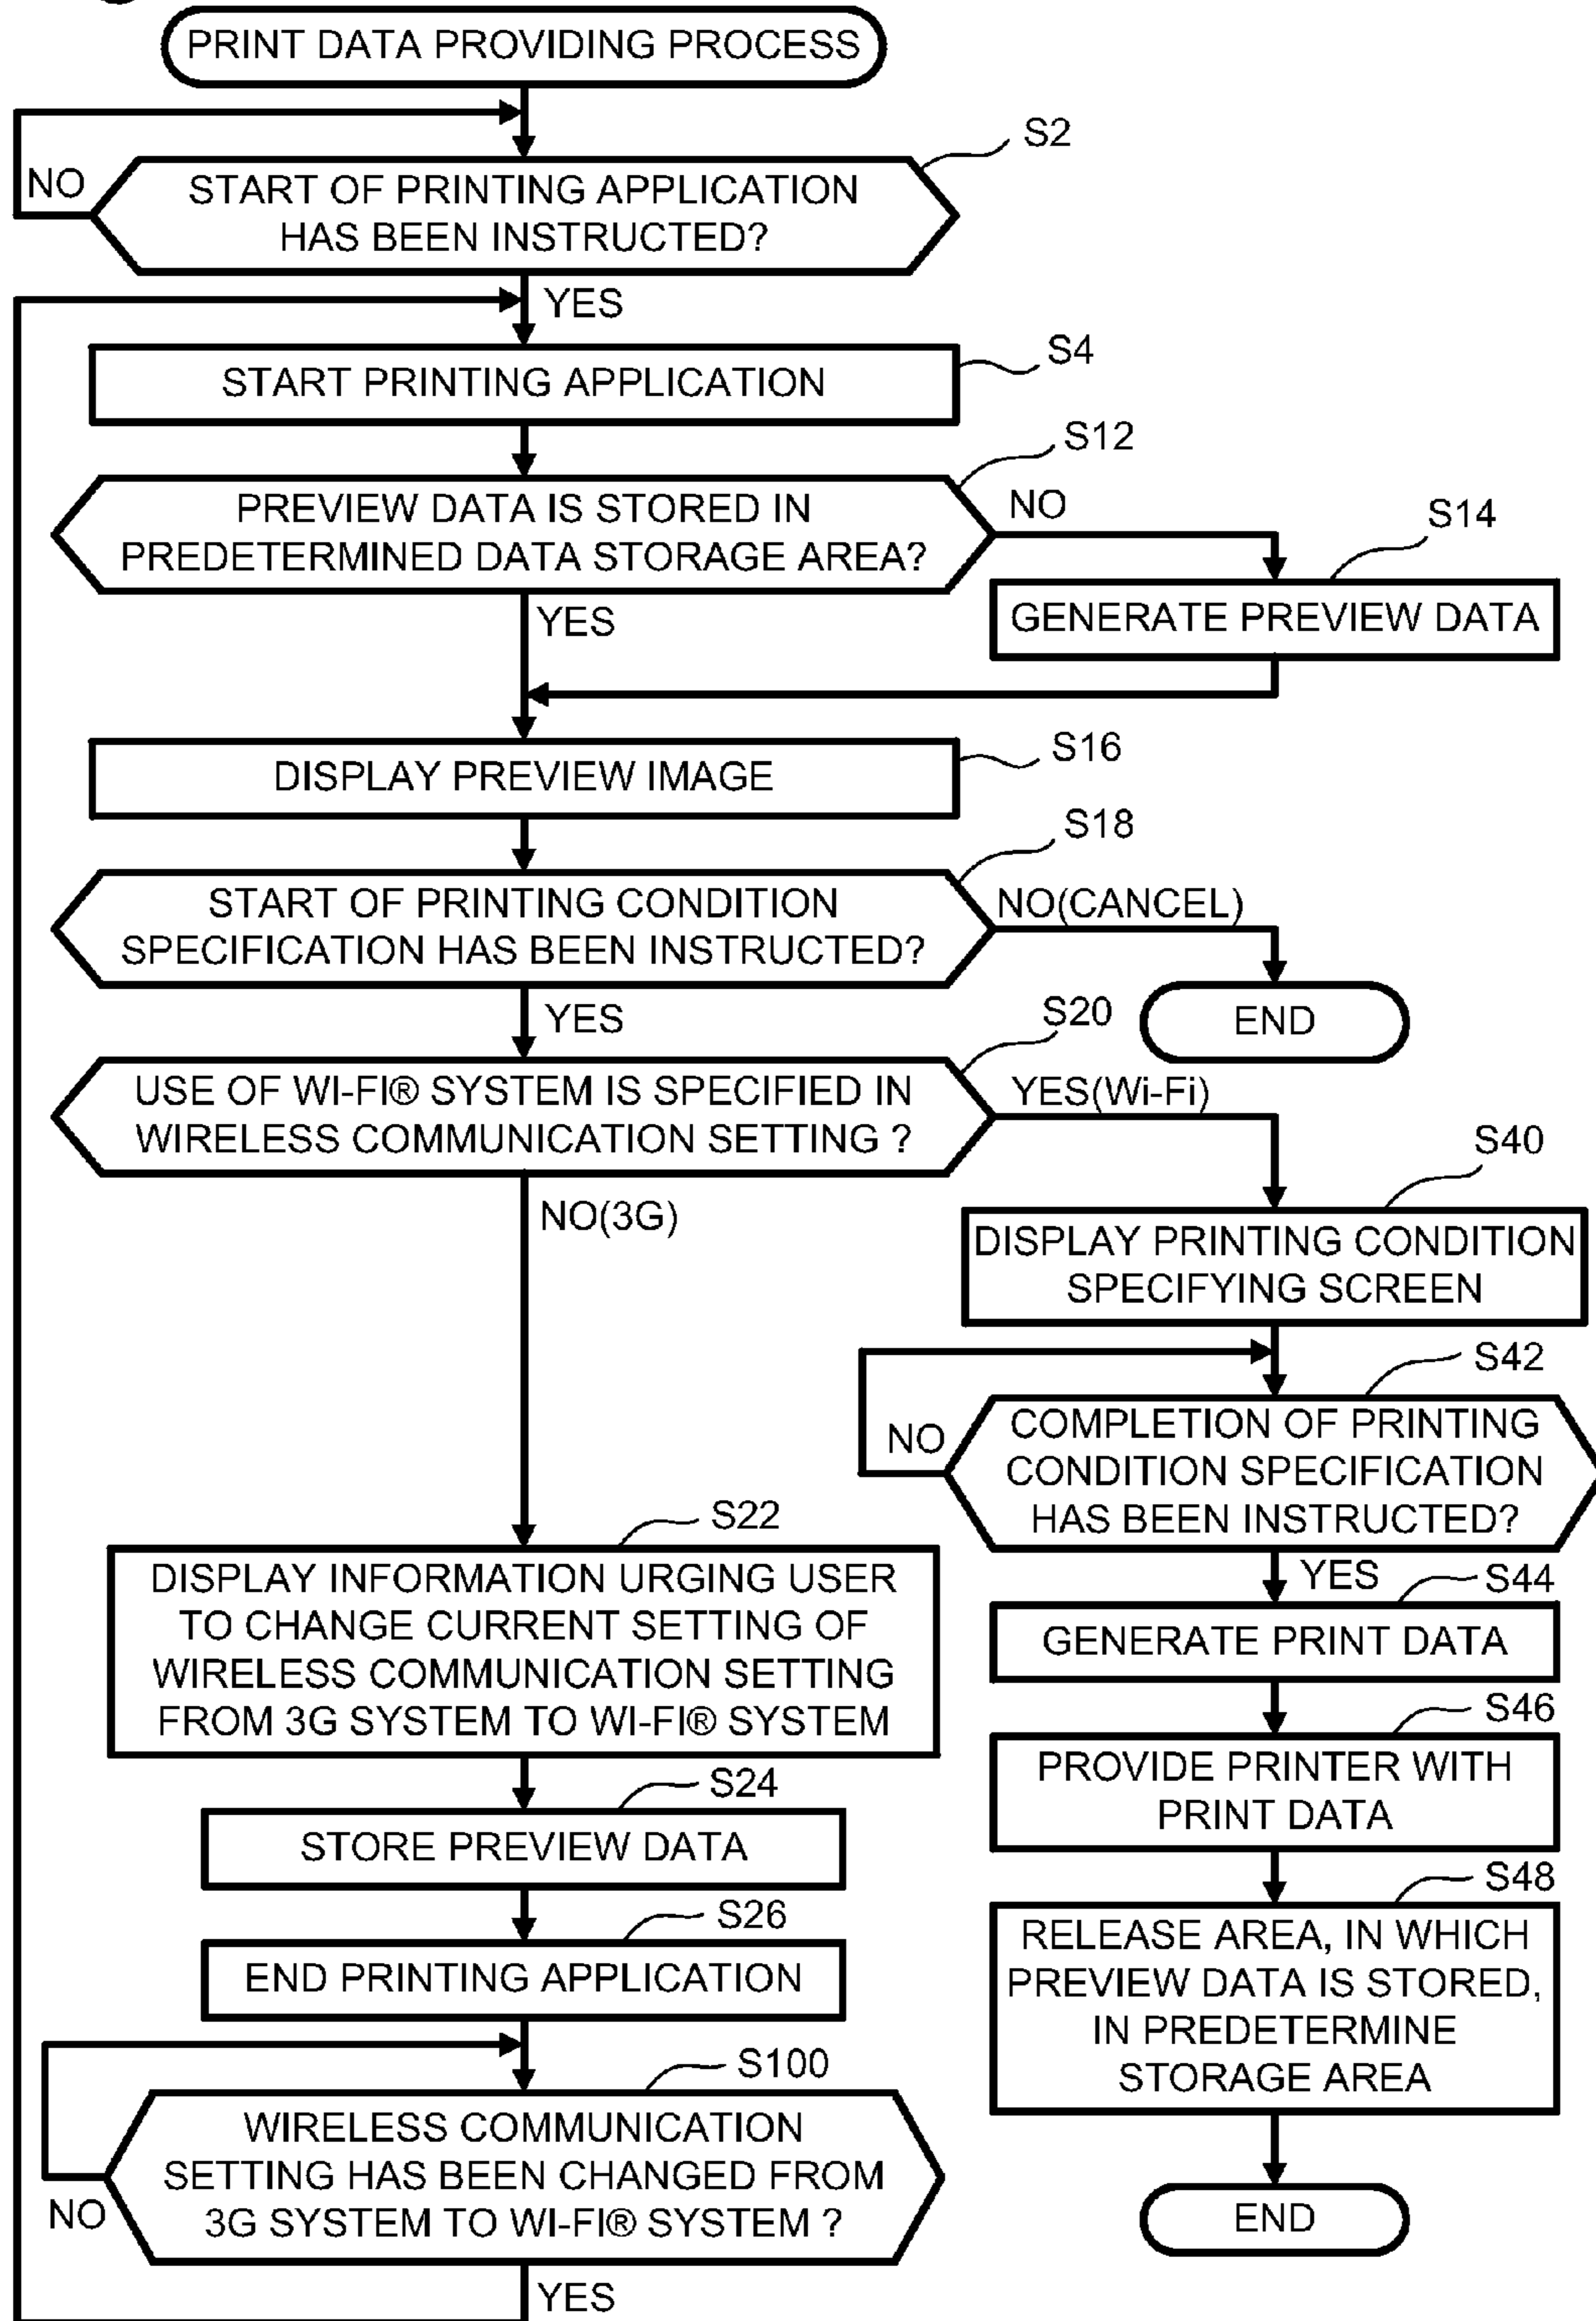 PRINT DATA PROVIDING PROCESS
S2
NO
START OF PRINTING APPLICATION
HAS BEEN INSTRUCTED?
YES
S4
START PRINTING APPLICATION
S12
PREVIEW DATA IS STORED IN
PREDETERMINED DATA STORAGE AREA?
NO
S14
GENERATE PREVIEW DATA
YES
S16
DISPLAY PREVIEW IMAGE
S18
START OF PRINTING CONDITION
SPECIFICATION HAS BEEN INSTRUCTED?
NO(CANCEL)
END
YES
S20
USE OF WI-FI® SYSTEM IS SPECIFIED IN
WIRELESS COMMUNICATION SETTING ?
YES(Wi-Fi)
NO(3G)
S40
DISPLAY PRINTING CONDITION
SPECIFYING SCREEN
S42
NO
COMPLETION OF PRINTING
CONDITION SPECIFICATION
HAS BEEN INSTRUCTED?
YES
S44
GENERATE PRINT DATA
S46
PROVIDE PRINTER WITH
PRINT DATA
S48
RELEASE AREA, IN WHICH
PREVIEW DATA IS STORED,
IN PREDETERMINE
STORAGE AREA
END
S22
DISPLAY INFORMATION URGING USER
TO CHANGE CURRENT SETTING OF
WIRELESS COMMUNICATION SETTING
FROM 3G SYSTEM TO WI-FI® SYSTEM
S24
STORE PREVIEW DATA
S26
END PRINTING APPLICATION
S100
WIRELESS COMMUNICATION
SETTING HAS BEEN CHANGED FROM
3G SYSTEM TO WI-FI® SYSTEM ?
NO
YES